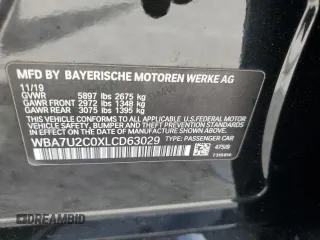 MFD BY BAYERISCHE MOTOREN WERKE AG
11/19
GVWR 5897 lbs 2675 kg
GAWR FRONT 2972 lbs 1348 kg
GAWR REAR 3075 lbs 1395 kg
THIS VEHICLE CONFORMS TO ALL APPLICABLE
U.S. FEDERAL MOTOR VEHICLE SAFETY, BUMPER,
AND THEFT PREVENTION STANDARDS IN EFFECT ON
THE DATE OF MANUFACTURE SHOWN ABOVE.
WBA7U2C0XLCD63029
TYPE: PASSENGER CAR
475/9